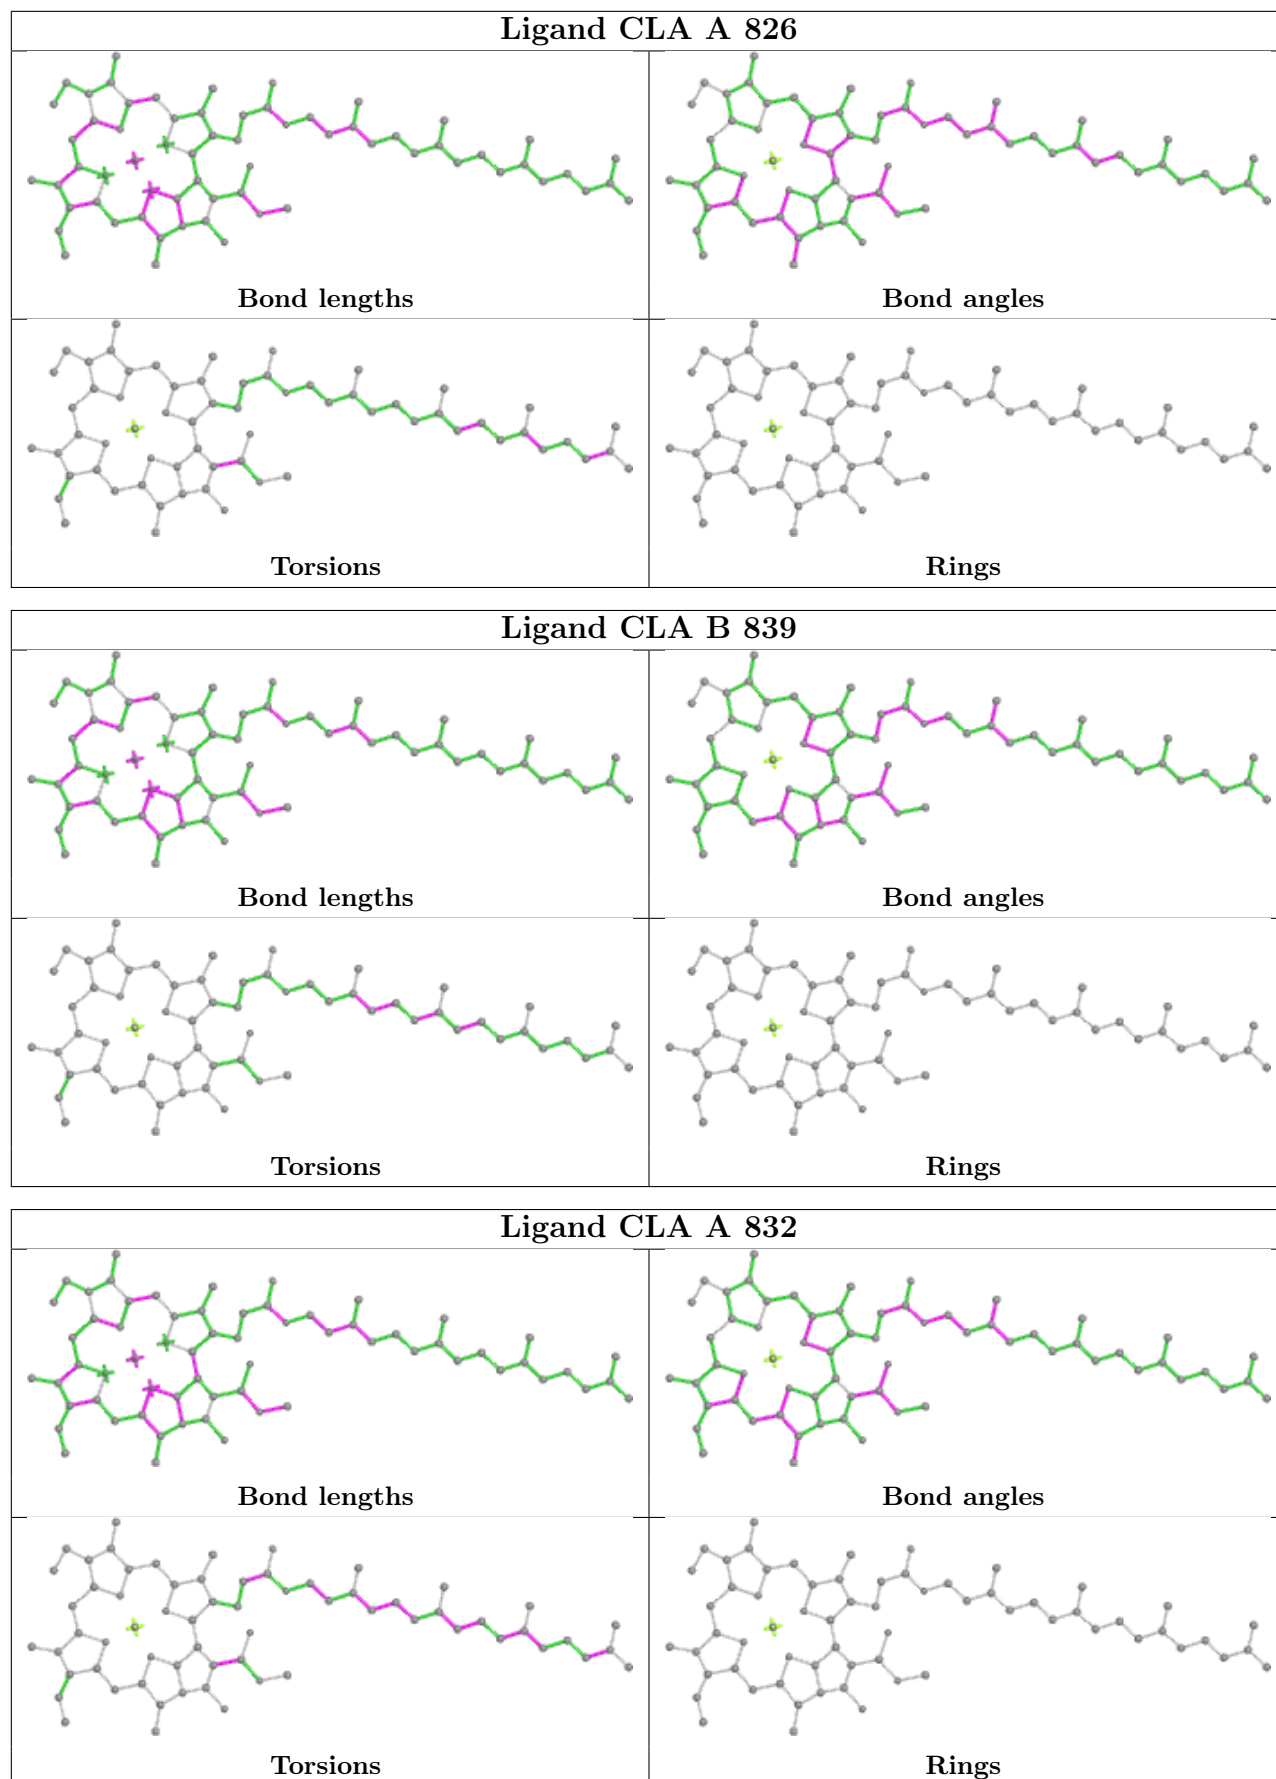 Ligand CLA A 826
Bond lengths
Bond angles
Torsions
Rings
Ligand CLA B 839
Bond lengths
Bond angles
Torsions
Rings
Ligand CLA A 832
Bond lengths
Bond angles
Torsions
Rings